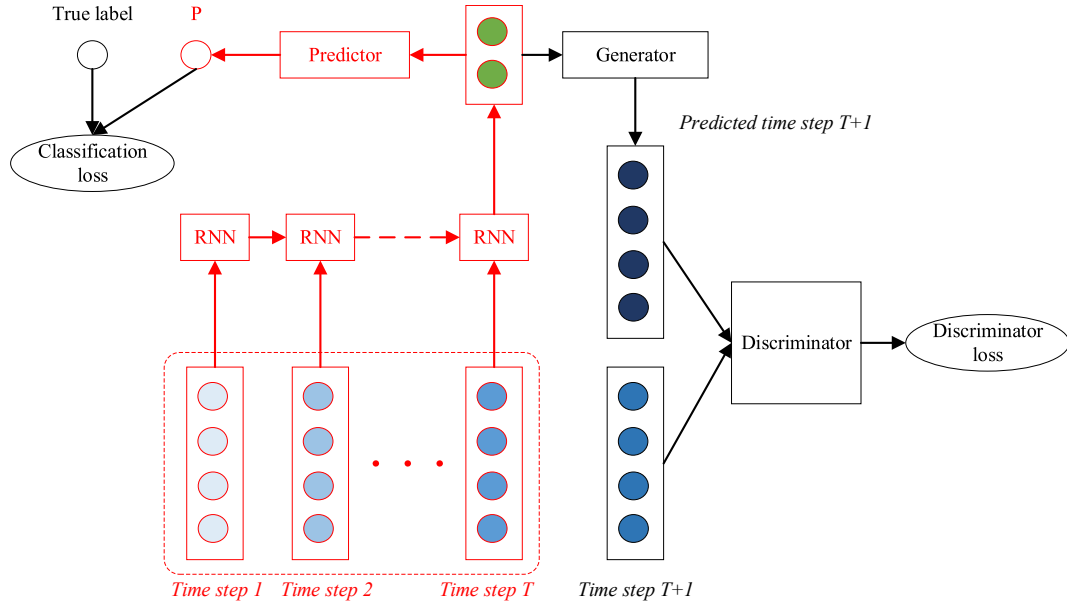 True label
P
Predictor
Generator
Predicted time step T+1
Classification
loss
RNN
RNN
RNN
Discriminator
Discriminator
loss
Time step 1
Time step 2
Time step T
Time step T+1